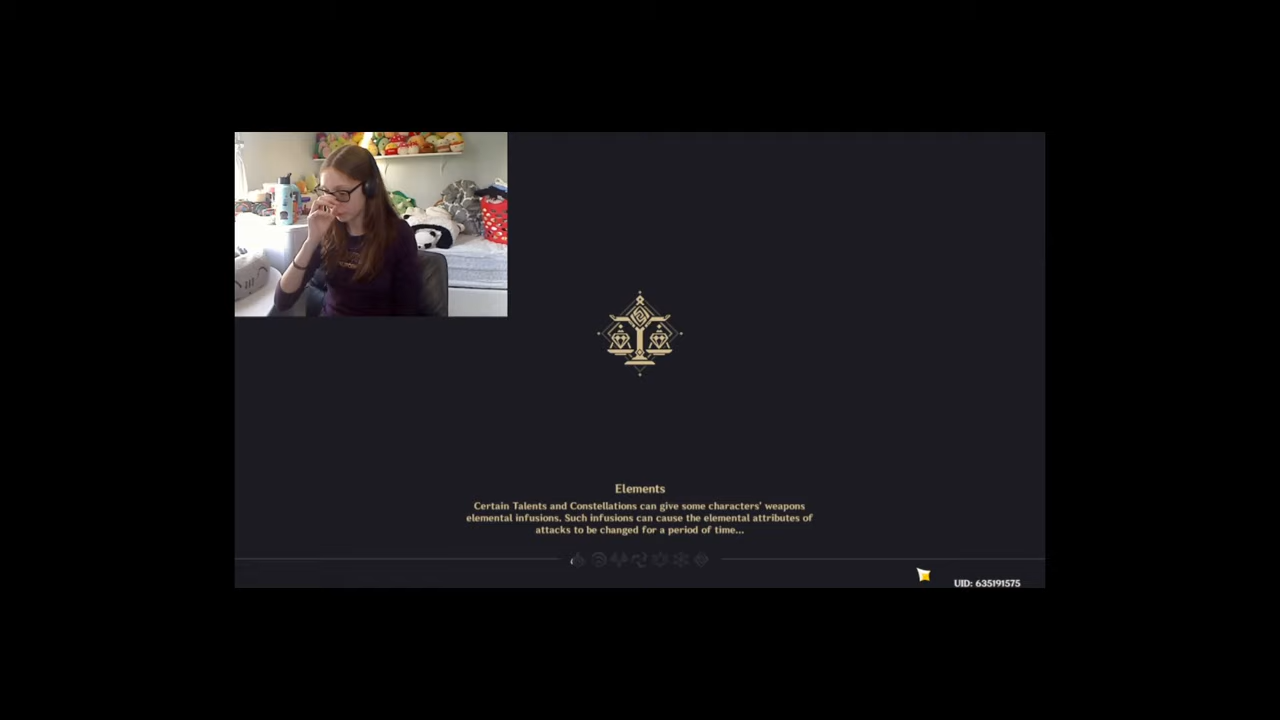 Elements
Certain Talents and Constellations can give some characters' weapons
elemental infusions. Such infusions can cause the elemental attributes of
attacks to be changed for a period of time...
UID: 635191575